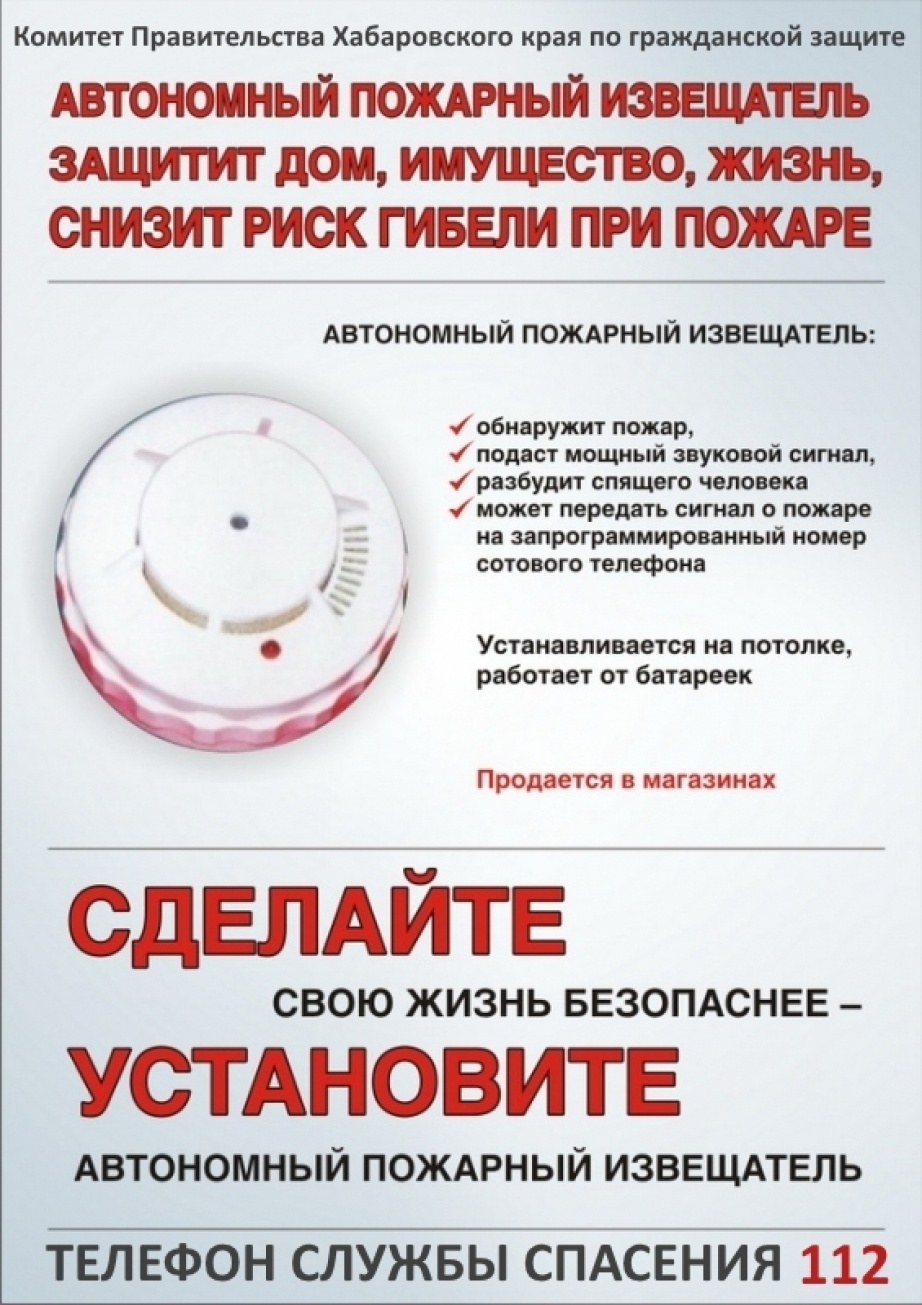 Комитет Правительства Хабаровского края по гражданской защите
АВТОНОМНЫЙ ПОЖАРНЫЙ ИЗВЕЩАТЕЛЬ
ЗАЩИТИТ ДОМ, ИМУЩЕСТВО, ЖИЗНЬ,
СНИЗИТ РИСК ГИБЕЛИ ПРИ ПОЖАРЕ
АВТОНОМНЫЙ ПОЖАРНЫЙ ИЗВЕЩАТЕЛЬ:
обнаружит пожар,
подаст мощный звуковой сигнал,
разбудит спящего человека
может передать сигнал о пожаре
на запрограммированный номер
сотового телефона
Устанавливается на потолке,
работает от батареек
Продается в магазинах
СДЕЛАЙТЕ
СВОЮ ЖИЗНЬ БЕЗОПАСНЕЕ –
УСТАНОВИТЕ
АВТОНОМНЫЙ ПОЖАРНЫЙ ИЗВЕЩАТЕЛЬ
ТЕЛЕФОН СЛУЖБЫ СПАСЕНИЯ 112